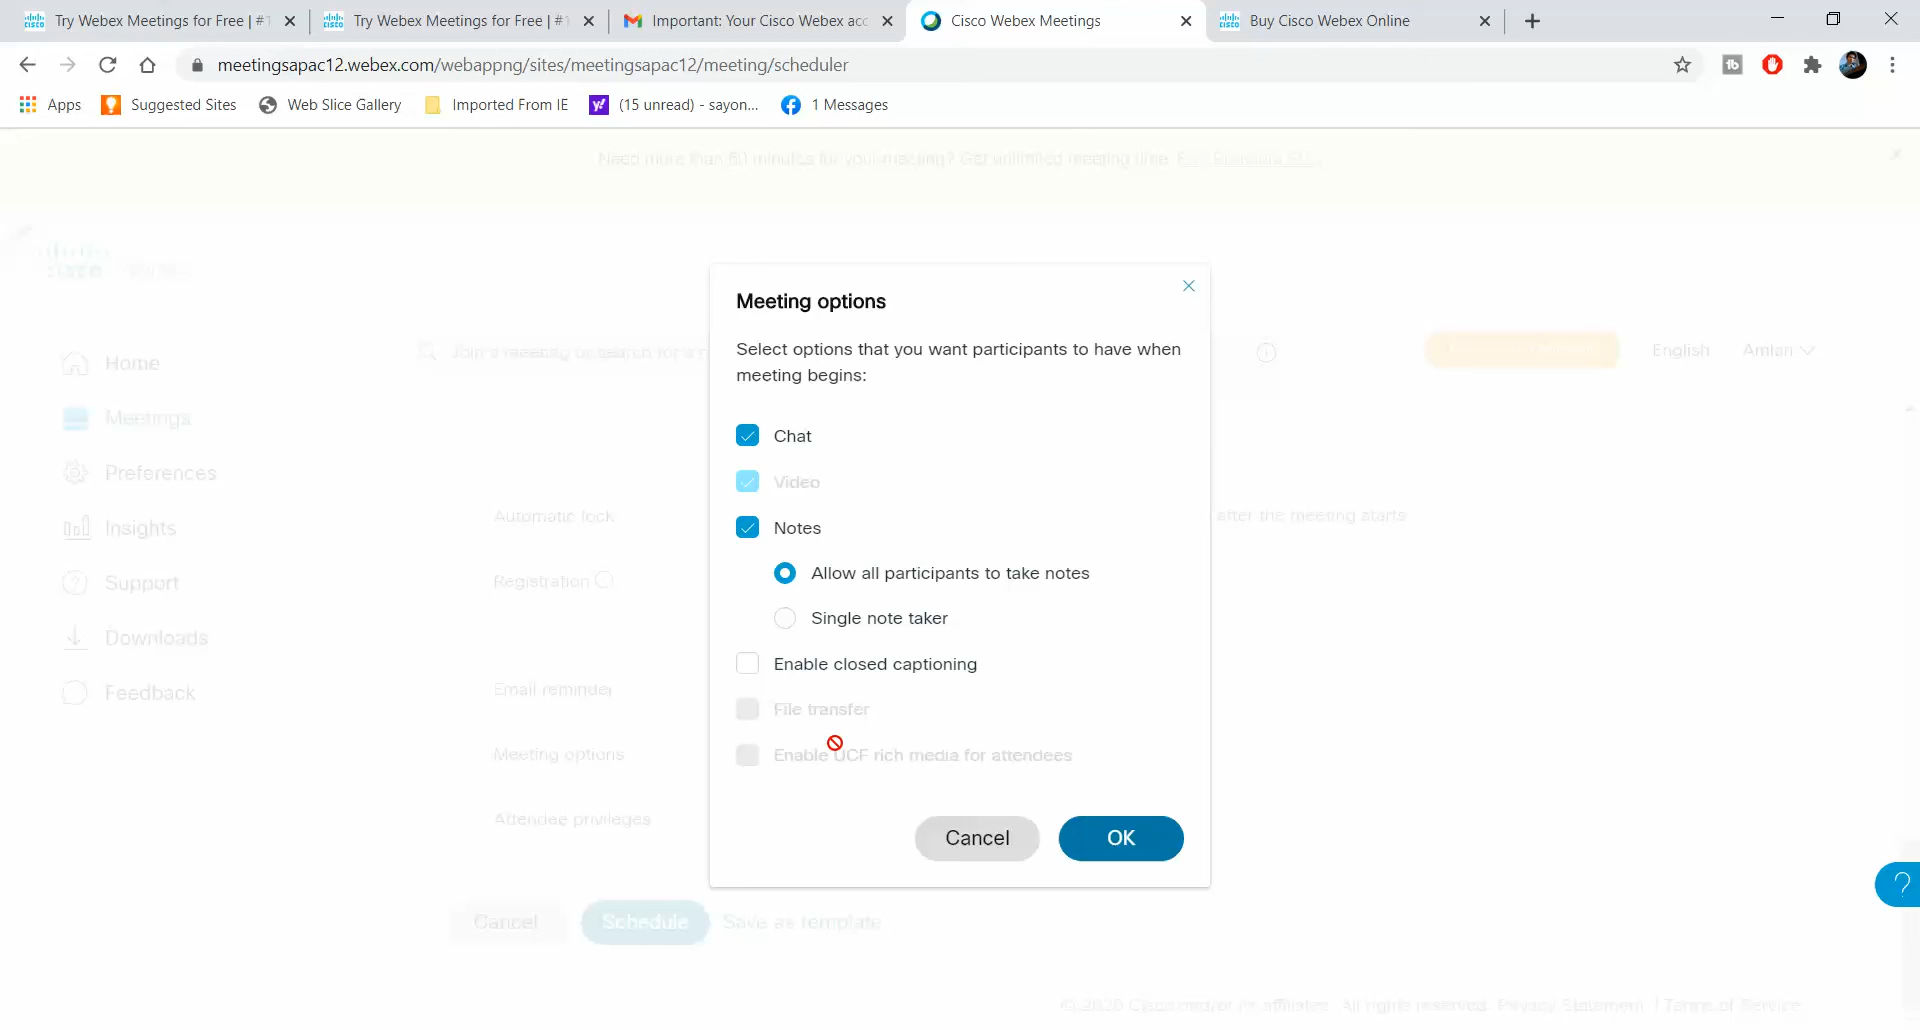 Try Webex Meetings for Free | #1
Try Webex Meetings for Free | #1
Important: Your Cisco Webex acc
Cisco Webex Meetings
Buy Cisco Webex Online
meetingsapac12.webex.com/webappng/sites/meetingsapac12/meeting/scheduler
Apps
Suggested Sites
Web Slice Gallery
Imported From IE
(15 unread) - sayon...
1 Messages
Need more than 50 minutes for your meeting? Get unlimited meeting time.
CISCO
Home
Meetings
Preferences
Insights
Support
Downloads
Feedback
Join a meeting or search for a
English
Amlan
Automatic lock
after the meeting starts
Registration
Email reminder
Meeting options
Attendee privileges
Meeting options
Select options that you want participants to have when
meeting begins:
Chat
Video
Notes
Allow all participants to take notes
Single note taker
Enable closed captioning
File transfer
Enable UCF rich media for attendees
Cancel
OK
Cancel
Schedule
Save as template
© 2020 Cisco and/or its affiliates. All rights reserved. Privacy Statement | Terms of Service